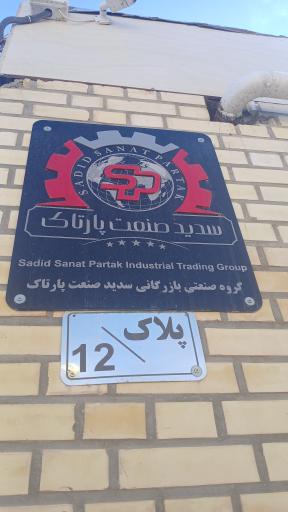 SADID SANAT PARTAK
SP
سدید صنعت پارتاک
Sadid Sanat Partak Industrial Trading Group
گروه صنعتی بازرگانی سدید صنعت پارتاک
پلاک
12